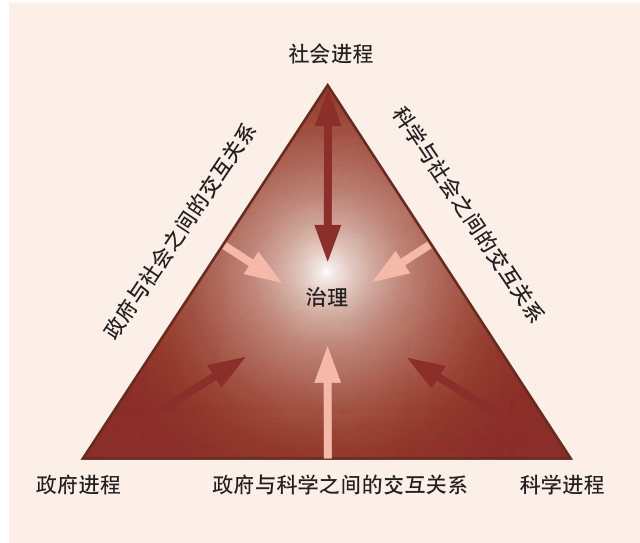 社会进程
政府与社会之间的交互关系
科学与社会之间的交互关系
治理
政府进程
政府与科学之间的交互关系
科学进程